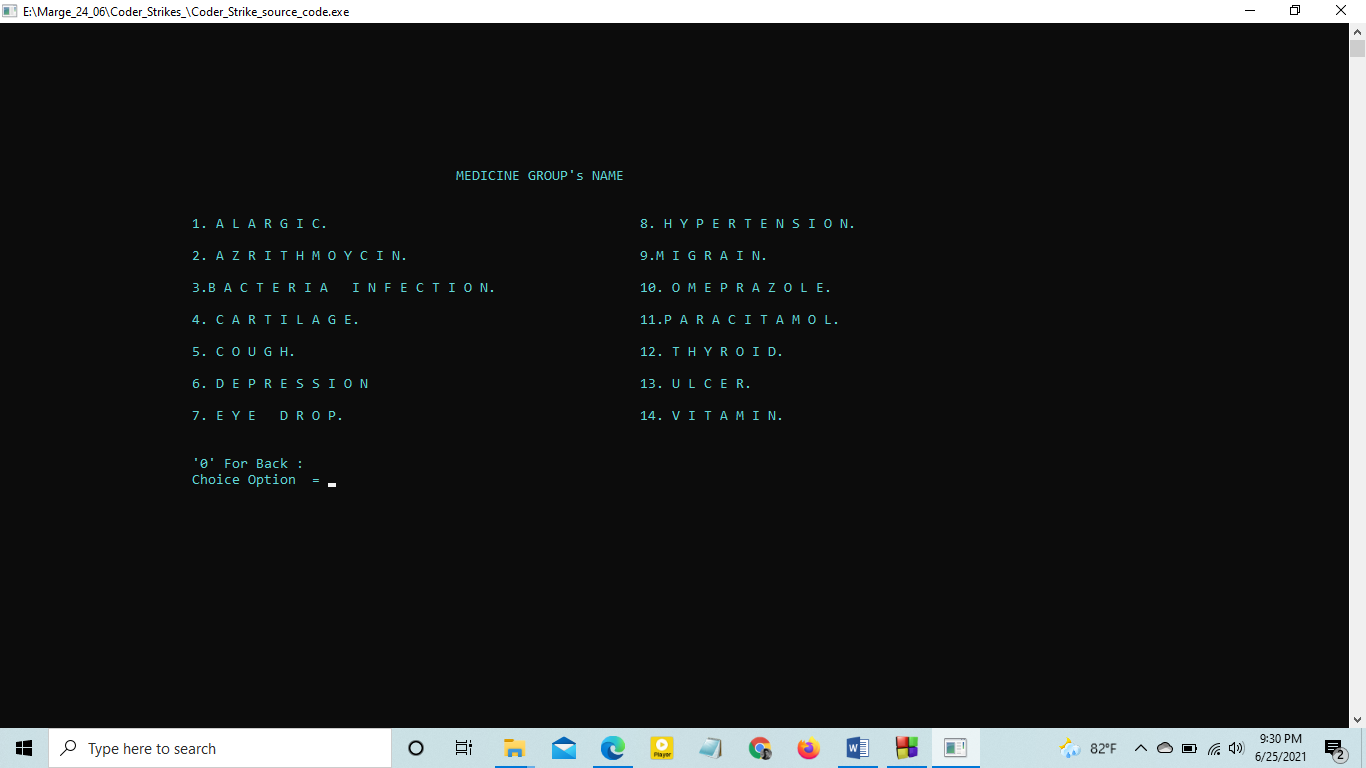 E:\Marge_24_06\Coder_Strikes_\Coder_Strike_source_code.exe
MEDICINE GROUP's NAME
1. A L A R G I C.
2. A Z R I T H M O Y C I N.
3.B A C T E R I A   I N F E C T I O N.
4. C A R T I L A G E.
5. C O U G H.
6. D E P R E S S I O N
7. E Y E   D R O P.
8. H Y P E R T E N S I O N.
9.M I G R A I N.
10. O M E P R A Z O L E.
11.P A R A C I T A M O L.
12. T H Y R O I D.
13. U L C E R.
14. V I T A M I N.
'0' For Back :
Choice Option  =
Type here to search
Player
82°F
9:30 PM
6/25/2021
2